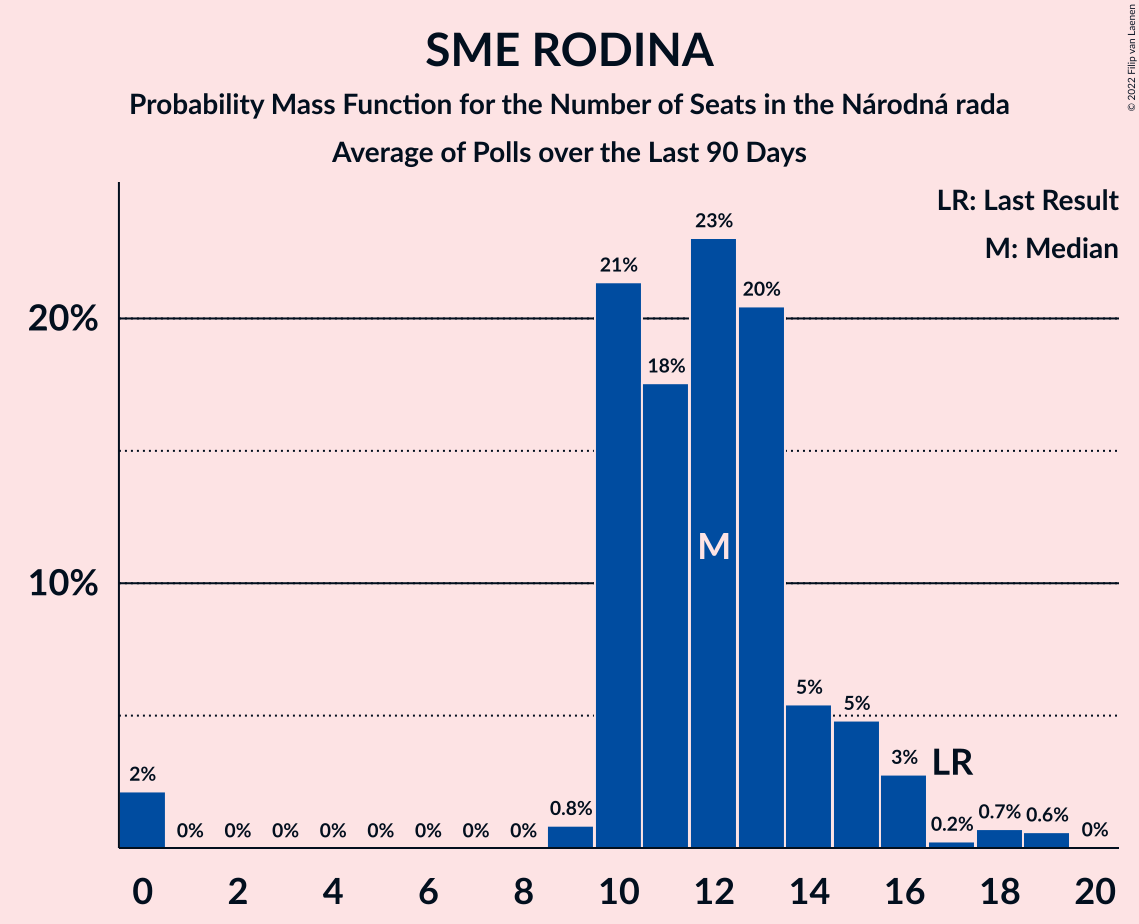 SME RODINA
Probability Mass Function for the Number of Seats in the Národná rada
Average of Polls over the Last 90 Days
© 2022 Filip van Laenen
LR: Last Result
M: Median
20%
10%
2%
0%
0%
0%
0%
0%
0%
0%
0%
0.8%
21%
18%
23%
20%
5%
5%
3%
0.2%
0.7%
0.6%
0%
M
LR
0 2 4 6 8 10 12 14 16 18 20